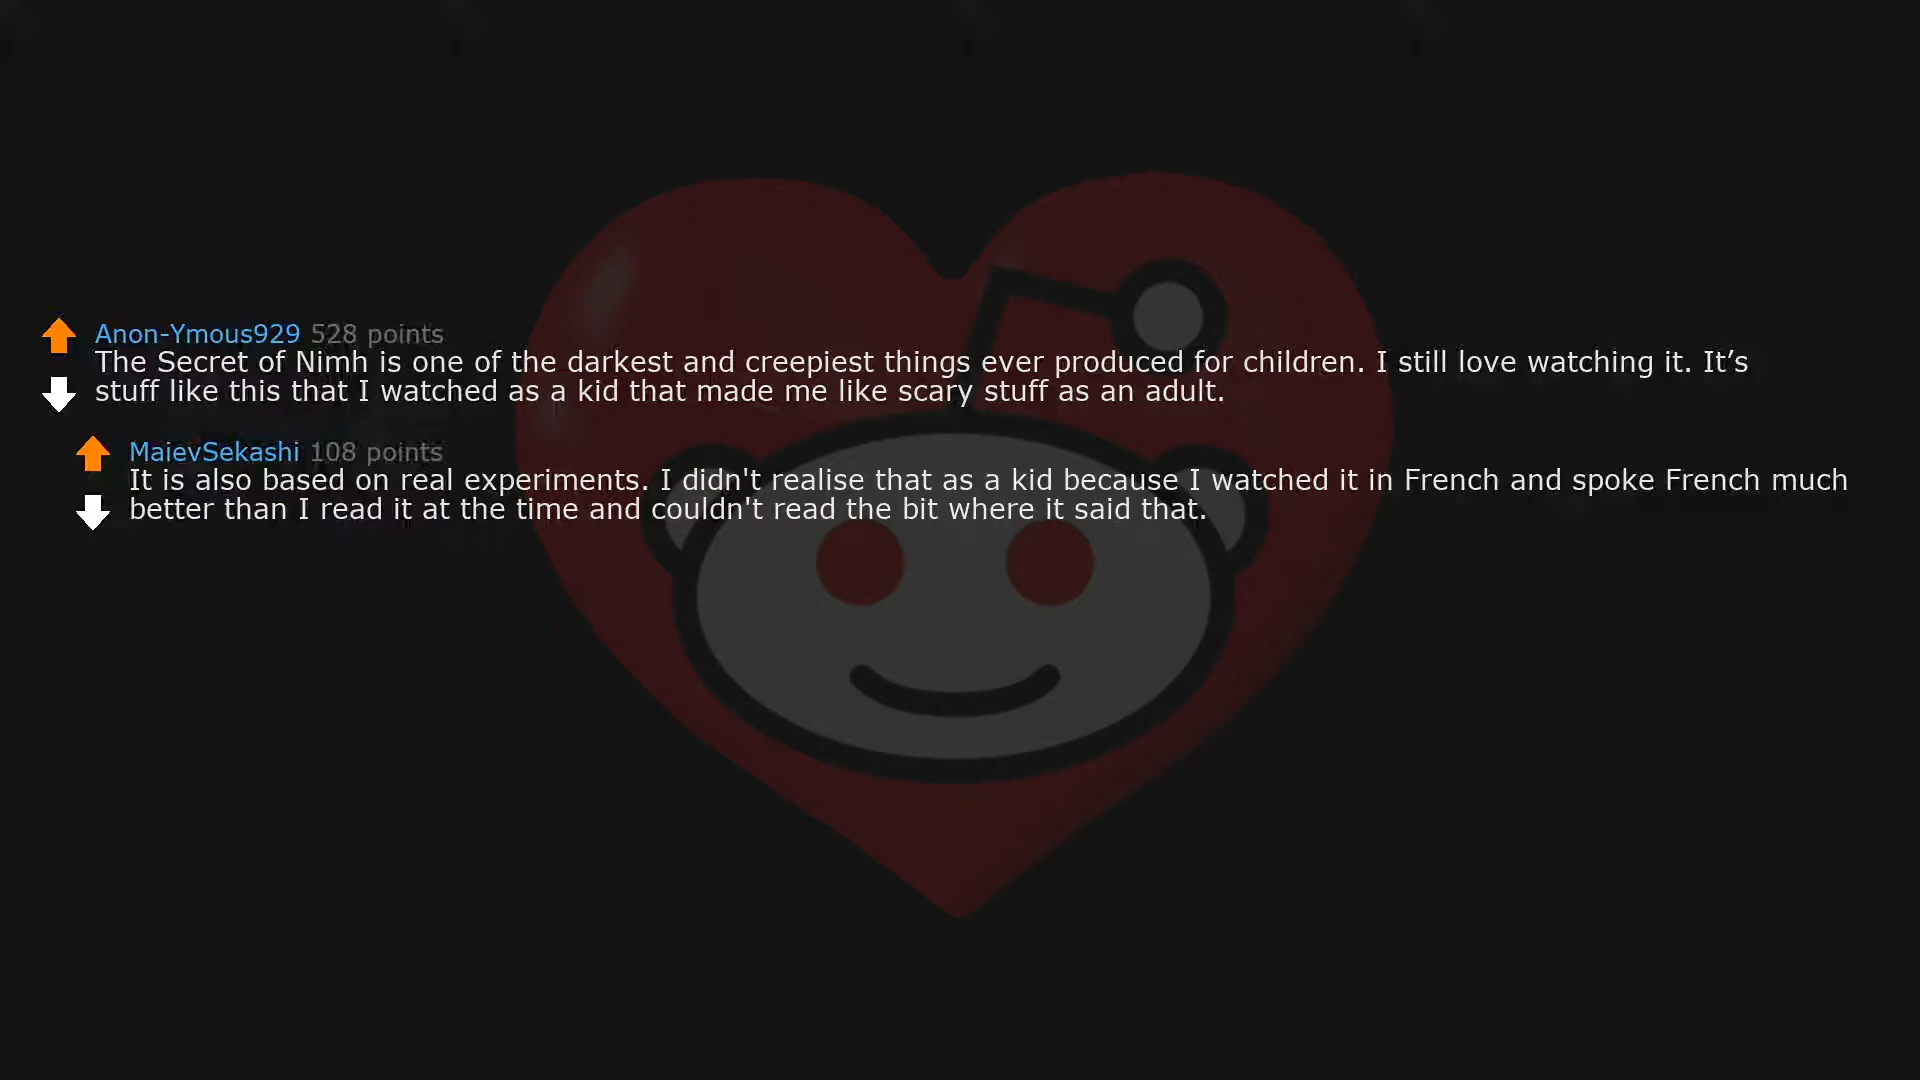 Anon-Ymous929 528 points
The Secret of Nimh is one of the darkest and creepiest things ever produced for children. I still love watching it. It’s
stuff like this that I watched as a kid that made me like scary stuff as an adult.
MaievSekashi 108 points
It is also based on real experiments. I didn't realise that as a kid because I watched it in French and spoke French much
better than I read it at the time and couldn't read the bit where it said that.